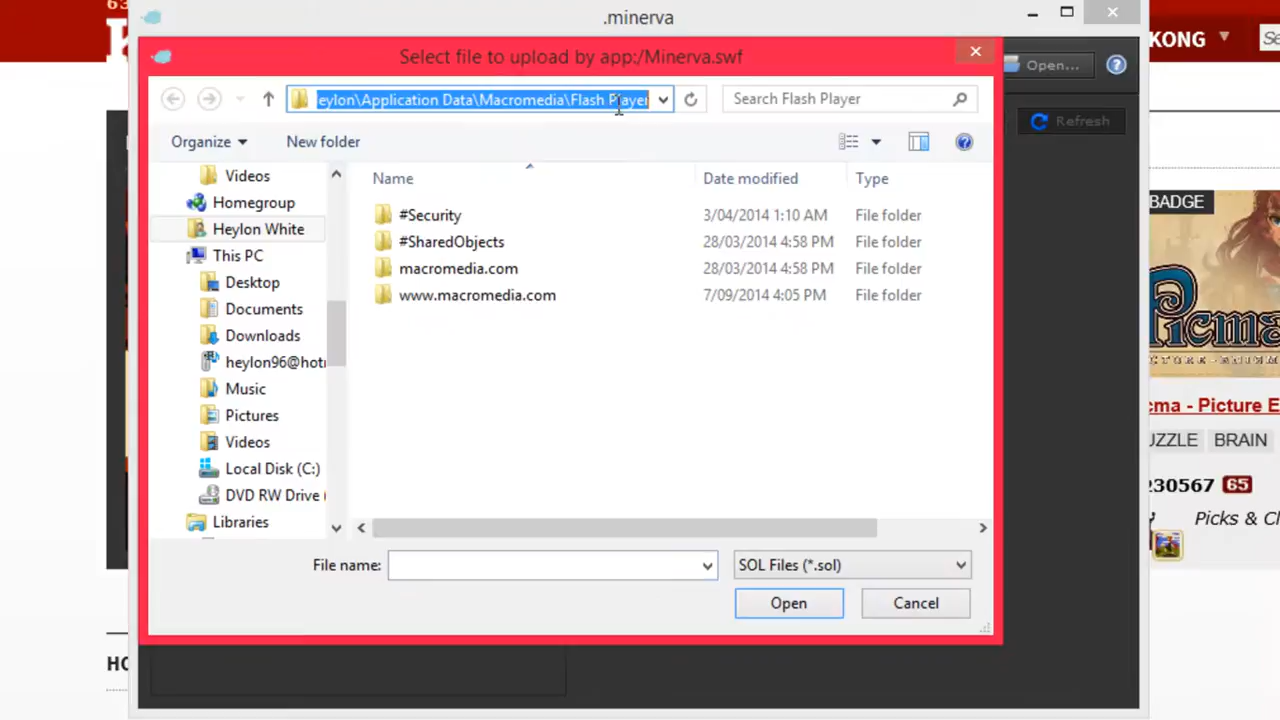 .minerva
KONG
Open...
Select file to upload by app:/Minerva.swf
eylon\Application Data\Macromedia\Flash Player
Search Flash Player
Refresh
Organize
New folder
Videos
Homegroup
Heylon White
This PC
Desktop
Documents
Downloads
heylon96@hot
Music
Pictures
Videos
Local Disk (C:)
DVD RW Drive (
Libraries
Name
Date modified
Type
#Security
3/04/2014 1:10 AM
File folder
#SharedObjects
28/03/2014 4:58 PM
File folder
macromedia.com
28/03/2014 4:58 PM
File folder
www.macromedia.com
7/09/2014 4:05 PM
File folder
File name:
SOL Files (*.sol)
Open
Cancel
BADGE
Picma
cma - Picture E
UZZLE
BRAIN
230567
65
Picks & C
HO